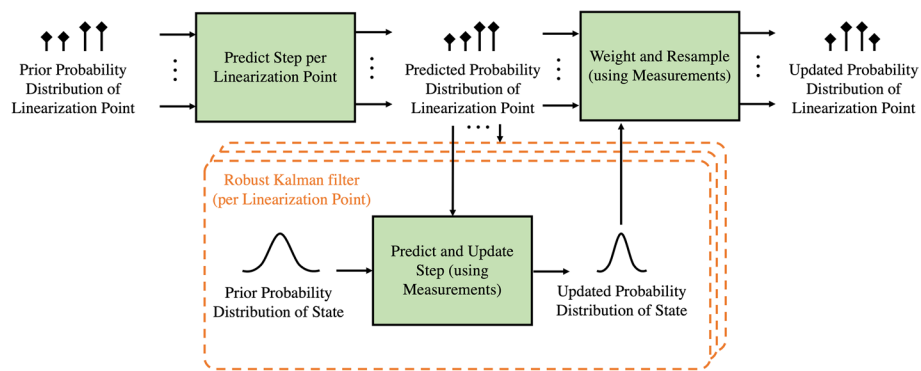 Prior Probability
Distribution of
Linearization Point
Predict Step per
Linearization Point
Predicted Probability
Distribution of
Linearization Point
Weight and Resample
(using Measurements)
Updated Probability
Distribution of
Linearization Point
Robust Kalman filter
(per Linearization Point)
Prior Probability
Distribution of State
Predict and Update
Step (using
Measurements)
Updated Probability
Distribution of State